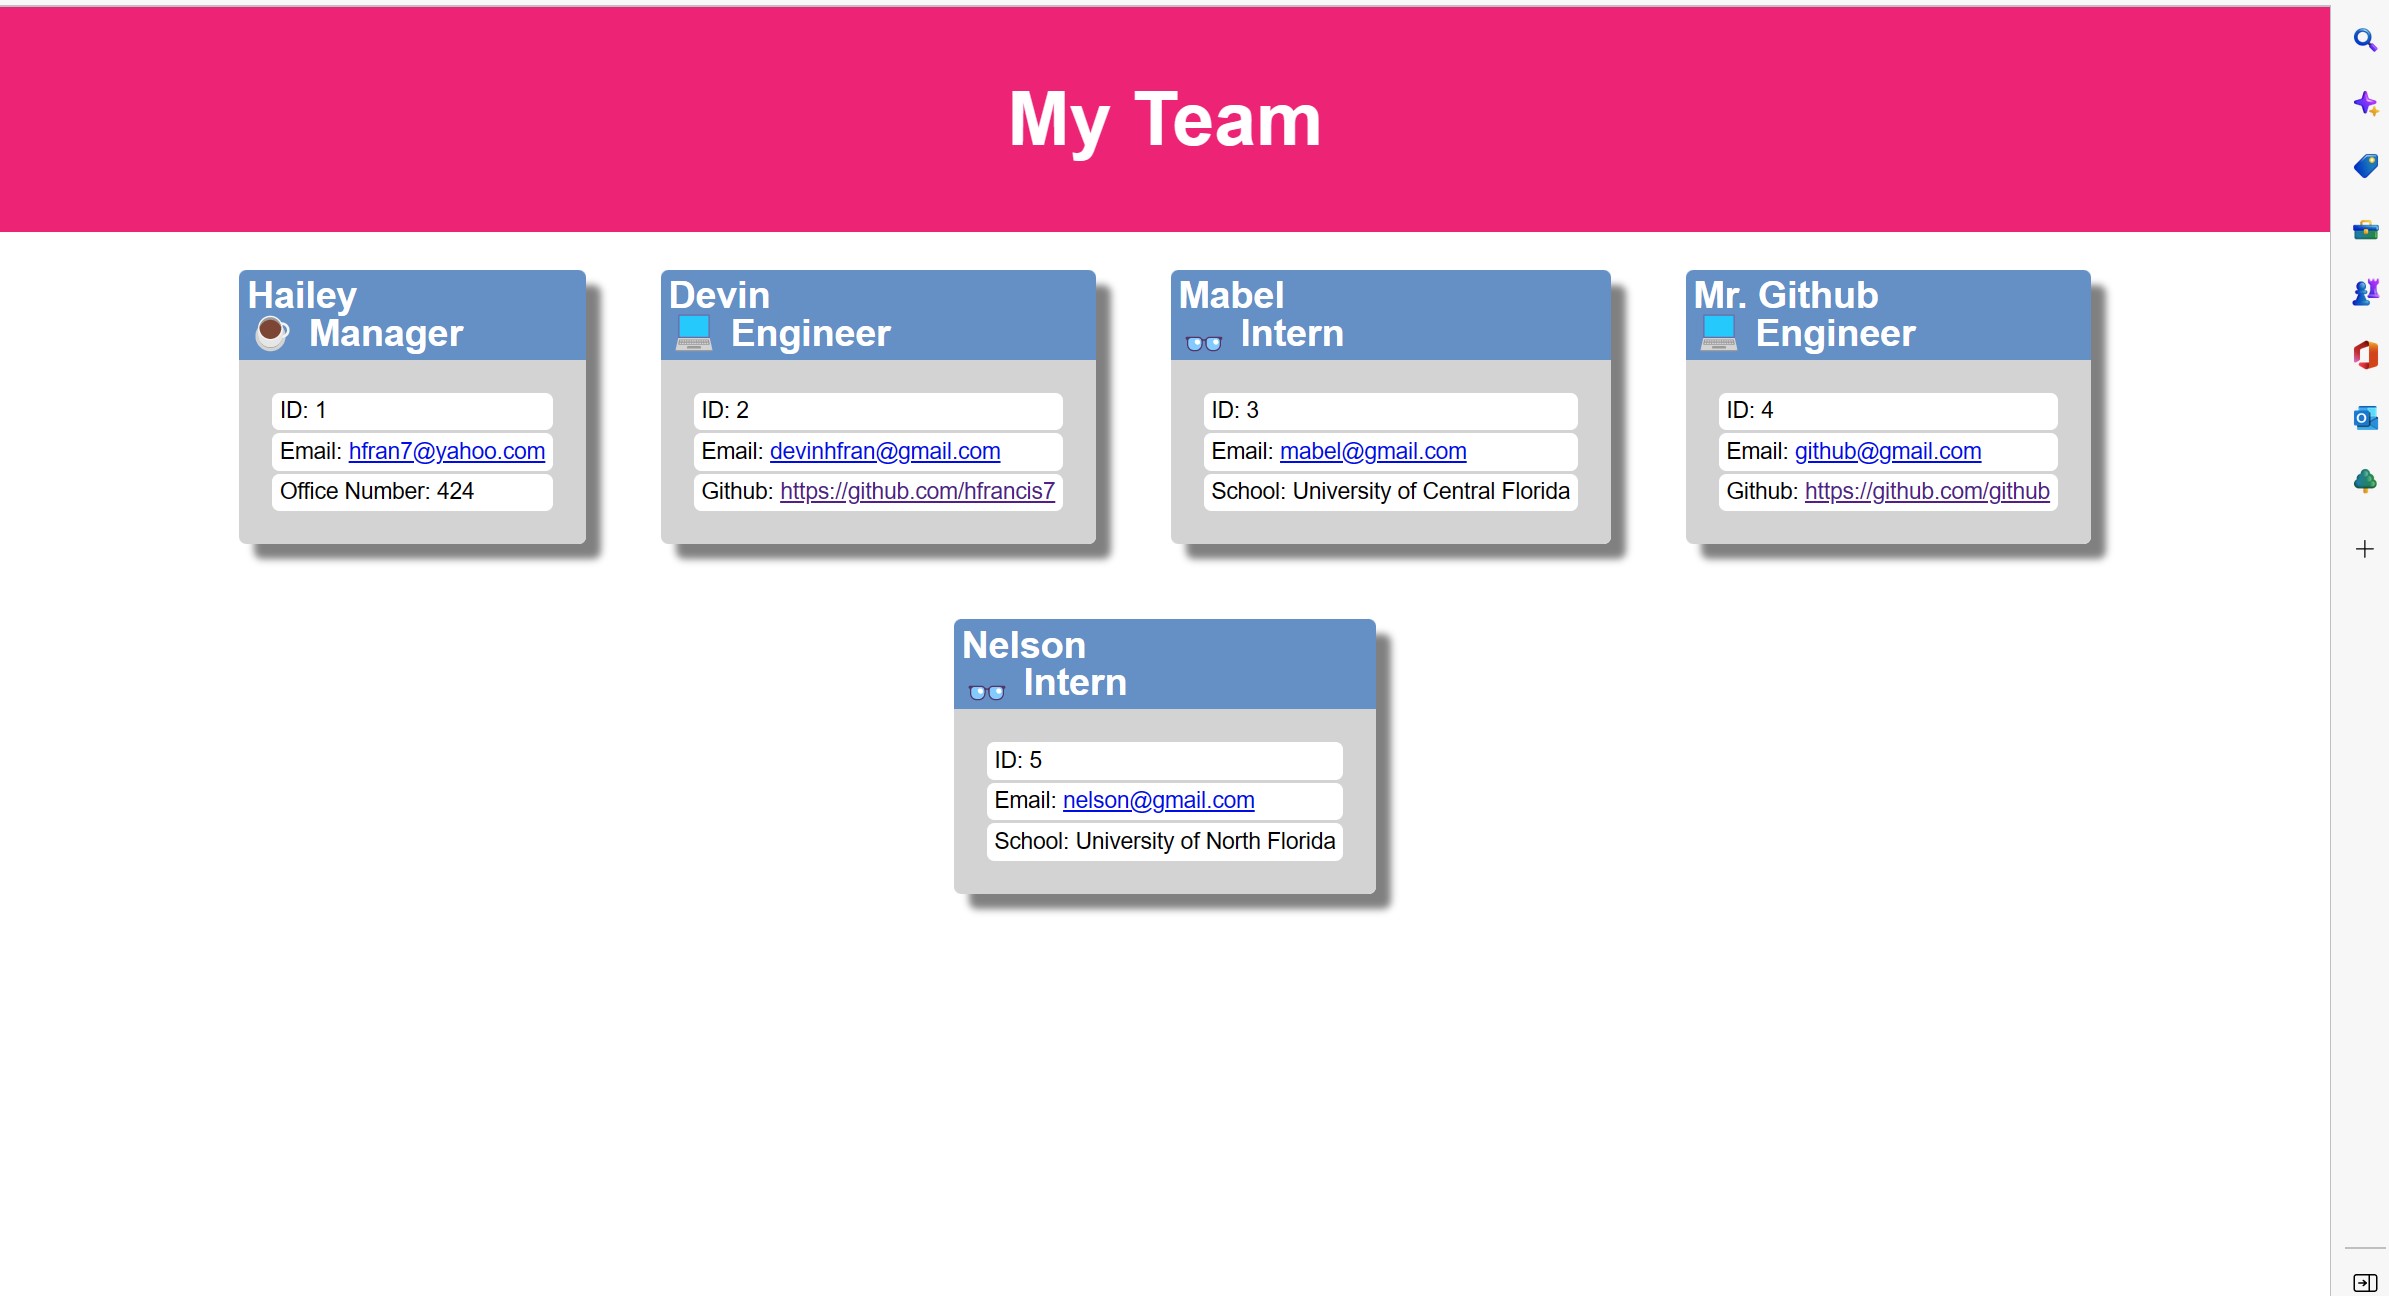 My Team
Hailey
Manager
ID: 1
Email: hfran7@yahoo.com
Office Number: 424
Devin
Engineer
ID: 2
Email: devinhfran@gmail.com
Github: https://github.com/hfrancis7
Mabel
Intern
ID: 3
Email: mabel@gmail.com
School: University of Central Florida
Mr. Github
Engineer
ID: 4
Email: github@gmail.com
Github: https://github.com/github
Nelson
Intern
ID: 5
Email: nelson@gmail.com
School: University of North Florida